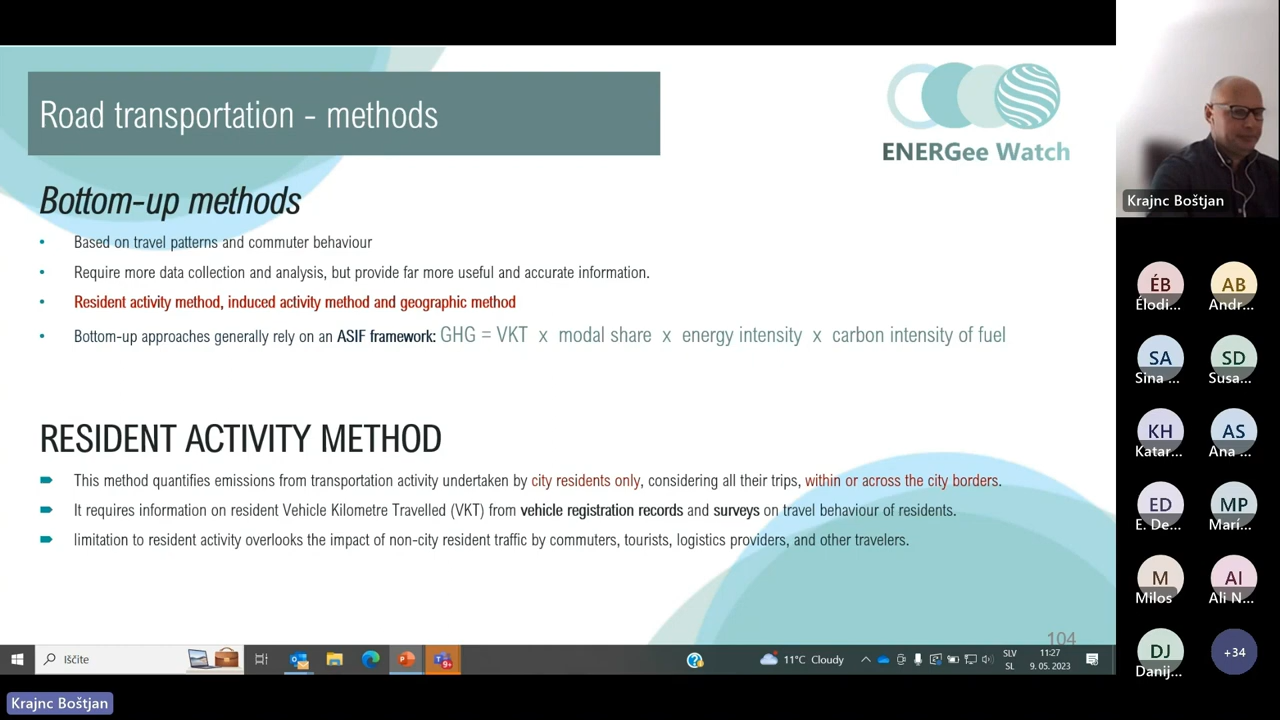 Road transportation - methods
ENERGee Watch
Bottom-up methods
• Based on travel patterns and commuter behaviour
• Require more data collection and analysis, but provide far more useful and accurate information.
• Resident activity method, induced activity method and geographic method
• Bottom-up approaches generally rely on an ASIF framework: GHG = VKT x modal share x energy intensity x carbon intensity of fuel
RESIDENT ACTIVITY METHOD
This method quantifies emissions from transportation activity undertaken by city residents only, considering all their trips, within or across the city borders.
It requires information on resident Vehicle Kilometre Travelled (VKT) from vehicle registration records and surveys on travel behaviour of residents.
limitation to resident activity overlooks the impact of non-city resident traffic by commuters, tourists, logistics providers, and other travelers.
104
Iščite
11°C Cloudy
SLV
SL
11:27
9. 05. 2023
Krajnc Boštjan
Krajnc Boštjan
ÉB
Élodi...
AB
Andr...
SA
Sina ...
SD
Susa...
KH
Katar...
AS
Ana ...
ED
E. De...
MP
Marí...
M
Milos
AI
Ali N...
DJ
Danij...
+34